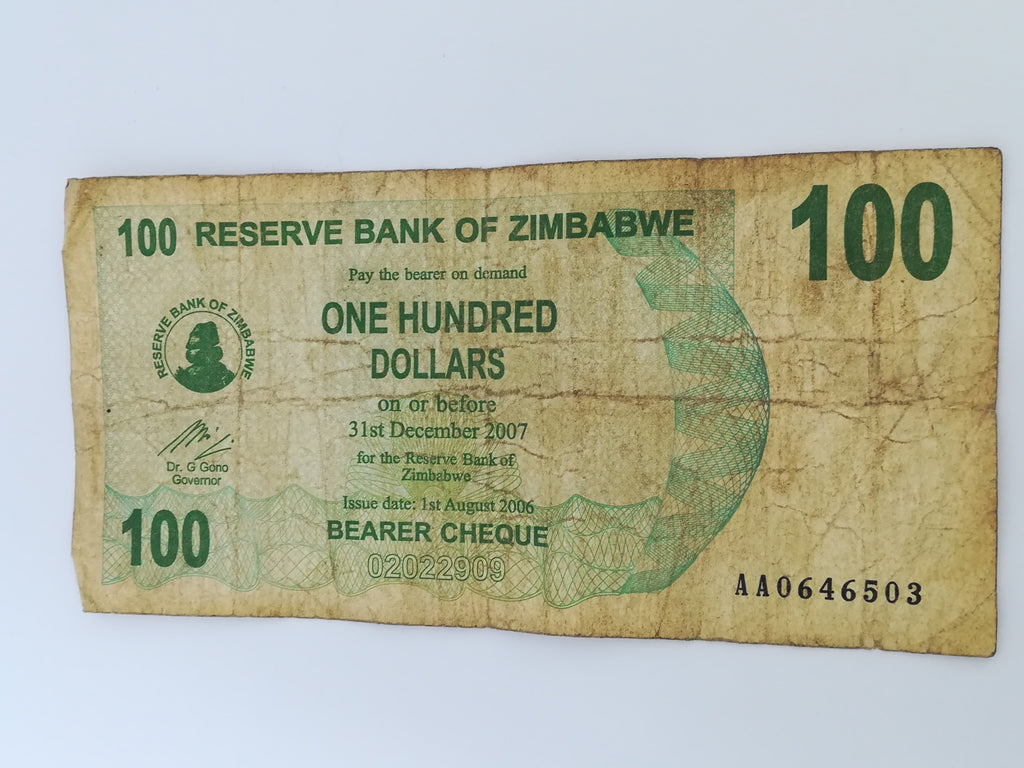 100 RESERVE BANK OF ZIMBABWE
100
Pay the bearer on demand
ONE HUNDRED
DOLLARS
RESERVE BANK OF ZIMBABWE
on or before
31st December 2007
for the Reserve Bank of
Zimbabwe
Dr. G Gono
Governor
Issue date: 1st August 2006
100
BEARER CHEQUE
02022909
AA0646503